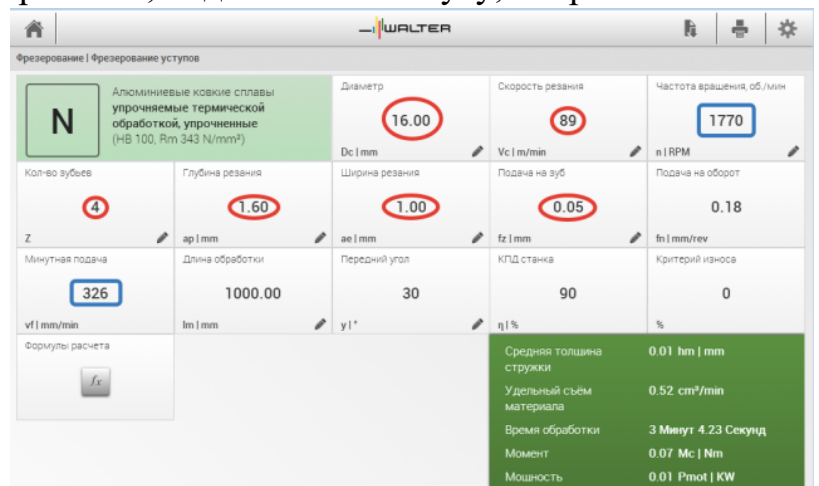 WALTER
Фрезерование | Фрезерование уступов
N
Алюминиевые ковкие сплавы
упрочняемые термической
обработкой, упрочненные
(HB 100, Rm 343 N/mm²)
Диаметр
16.00
Dc | mm
Скорость резания
89
Vc | m/min
Частота вращения, об./мин
1770
n | RPM
Кол-во зубьев
4
Z
Глубина резания
1.60
ap | mm
Ширина резания
1.00
ae | mm
Подача на зуб
0.05
fz | mm
Подача на оборот
0.18
fn | mm/rev
Минутная подача
326
vf | mm/min
Длина обработки
1000.00
lm | mm
Передний угол
30
γ | °
КПД станка
90
η | %
Критерий износа
0
%
Формулы расчета
fx
Средняя толщина
стружки
0.01 hm | mm
Удельный съём
материала
0.52 cm³/min
Время обработки
3 Минут 4.23 Секунд
Момент
0.07 Mc | Nm
Мощность
0.01 Pmot | KW